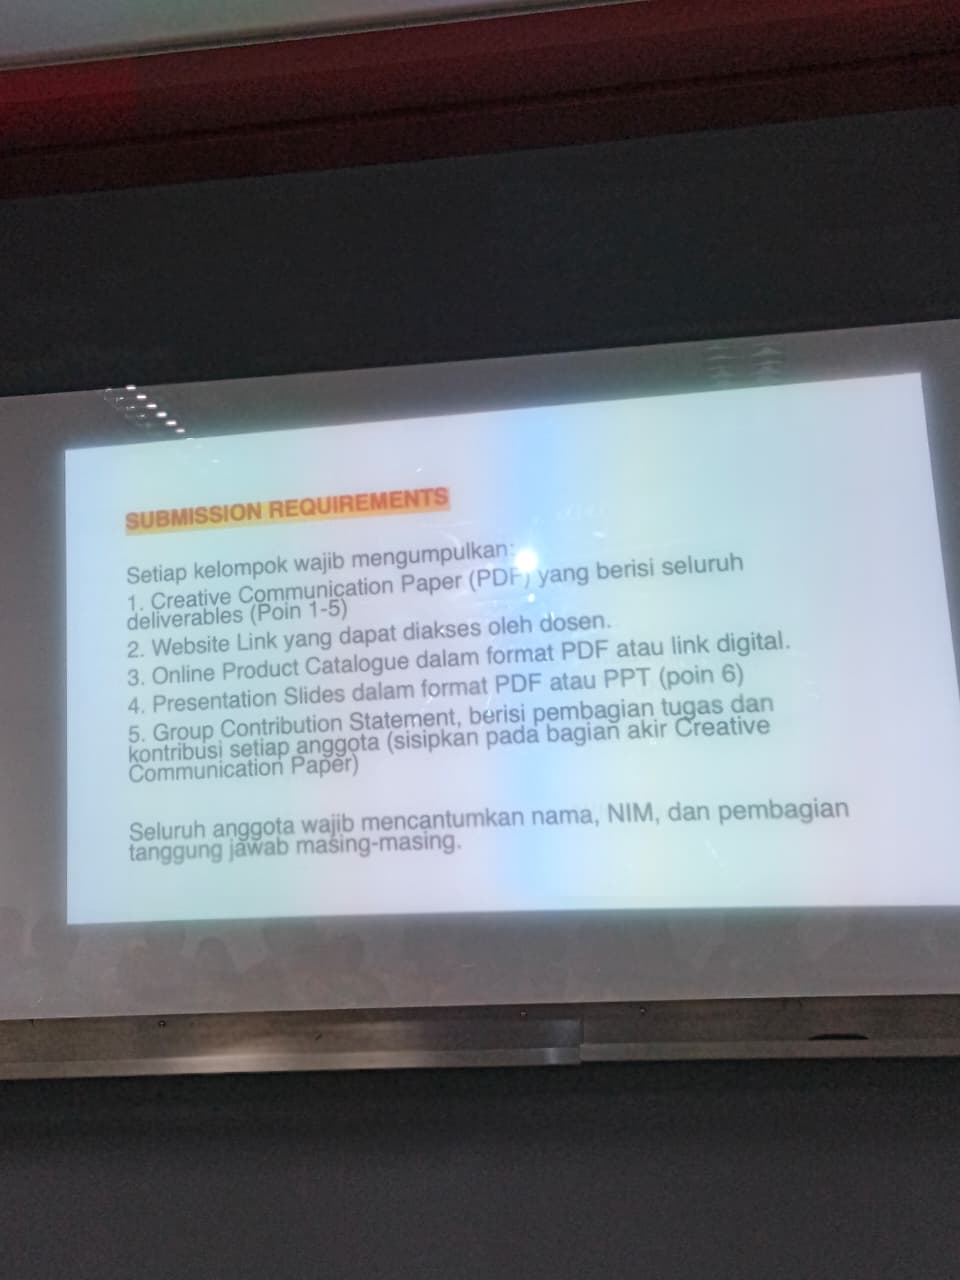 SUBMISSION REQUIREMENTS
Setiap kelompok wajib mengumpulkan:
1. Creative Communication Paper (PDF) yang berisi seluruh
deliverables (Poin 1-5)
2. Website Link yang dapat diakses oleh dosen.
3. Online Product Catalogue dalam format PDF atau link digital.
4. Presentation Slides dalam format PDF atau PPT (poin 6)
5. Group Contribution Statement, berisi pembagian tugas dan
kontribusi setiap anggota (sisipkan pada bagian akir Creative
Communication Paper)
Seluruh anggota wajib mencantumkan nama, NIM, dan pembagian
tanggung jawab masing-masing.